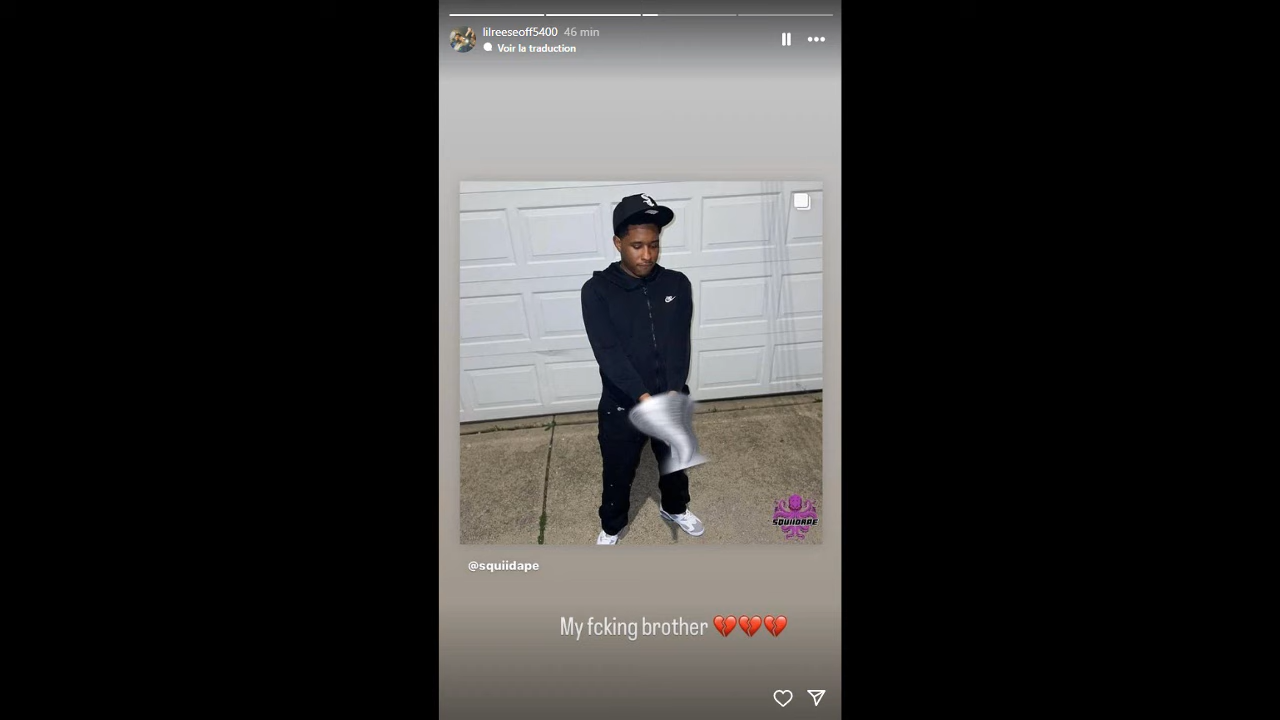 lilreeseoff5400 46 min
Voir la traduction
SQUIIDAPE
@squiidape
My fcking brother 💔💔💔